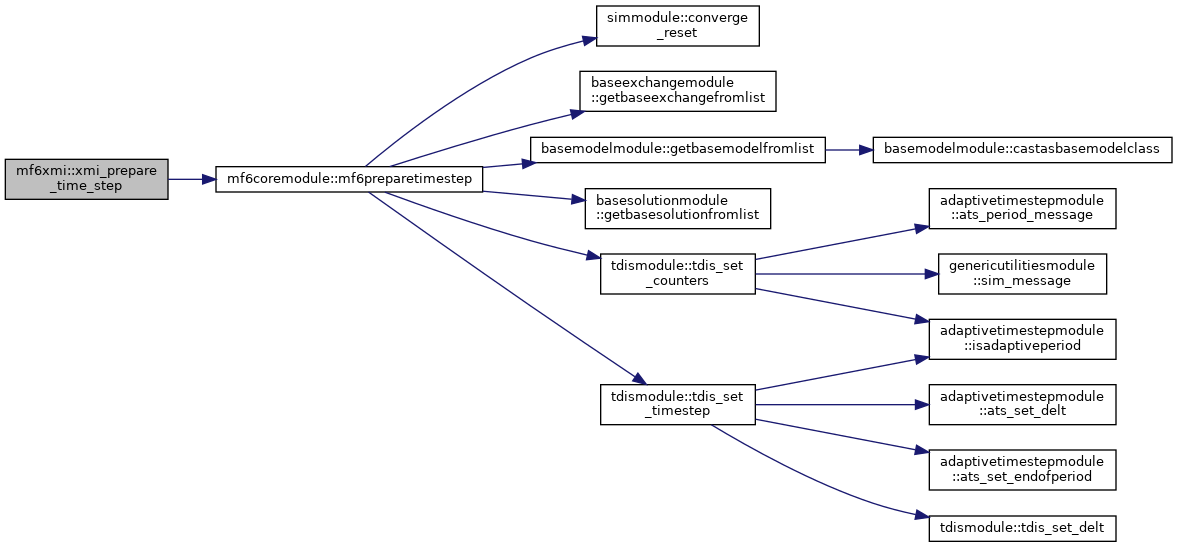 mf6xmi::xmi_prepare
_time_step
mf6coremodule::mf6preparetimestep
simmodule::converge
_reset
baseexchangemodule
::getbaseexchangefromlist
basemodelmodule::getbasemodelfromlist
basemodelmodule::castasbasemodelclass
basesolutionmodule
::getbasesolutionfromlist
tdismodule::tdis_set
_counters
adaptivetimestepmodule
::ats_period_message
genericutilitiesmodule
::sim_message
adaptivetimestepmodule
::isadaptiveperiod
tdismodule::tdis_set
_timestep
adaptivetimestepmodule
::ats_set_delt
adaptivetimestepmodule
::ats_set_endofperiod
tdismodule::tdis_set_delt